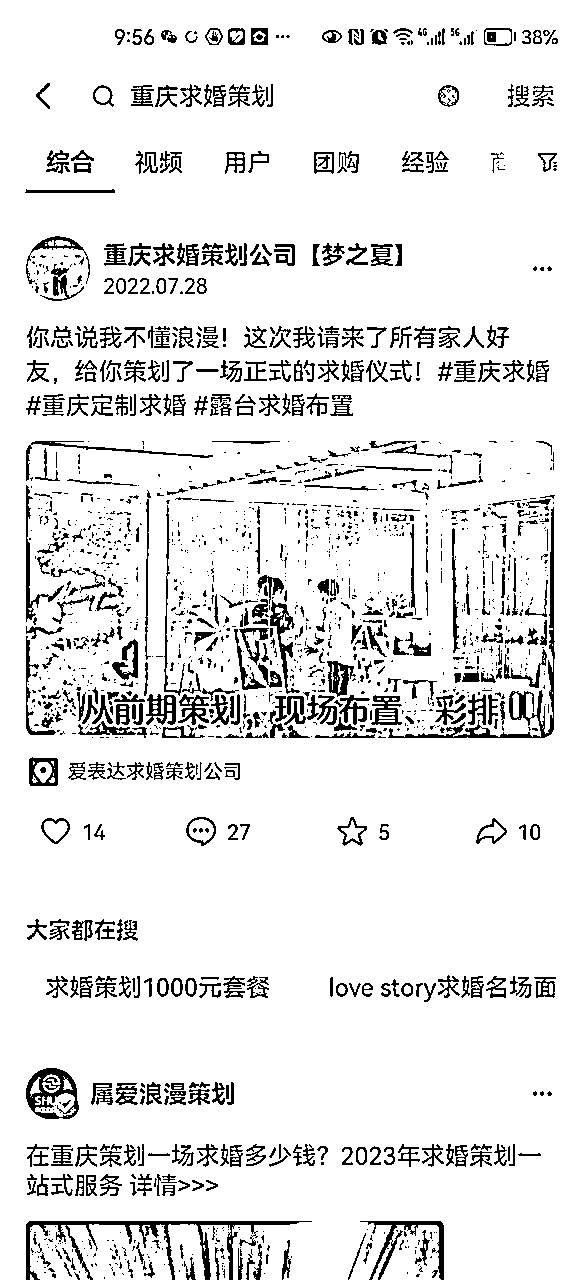 9:56
4G
5G
38%
重庆求婚策划
搜索
综合 视频 用户 团购 经验
重庆求婚策划公司【梦之夏】
2022.07.28
你总说我不懂浪漫！这次我请来了所有家人好
友，给你策划了一场正式的求婚仪式！#重庆求婚
#重庆定制求婚 #露台求婚布置
从前期策划、现场布置、彩排
爱表达求婚策划公司
14 27 5 10
大家都在搜
求婚策划1000元套餐 love story求婚名场面
属爱浪漫策划
在重庆策划一场求婚多少钱？2023年求婚策划一
站式服务 详情>>>